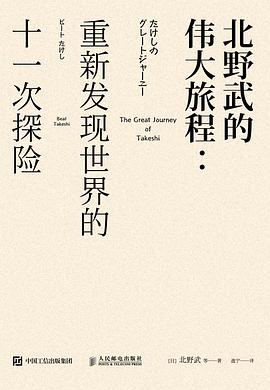 北野武的
伟大旅程：
たけしの
グレートジャーニー
The Great Journey
of
Takeshi
重新发现世界的
ビートたけし
Beat
Takeshi
十一次探险
中国工信出版集团
人民邮电出版社
POSTS & TELECOM PRESS
[日]北野武 等——著